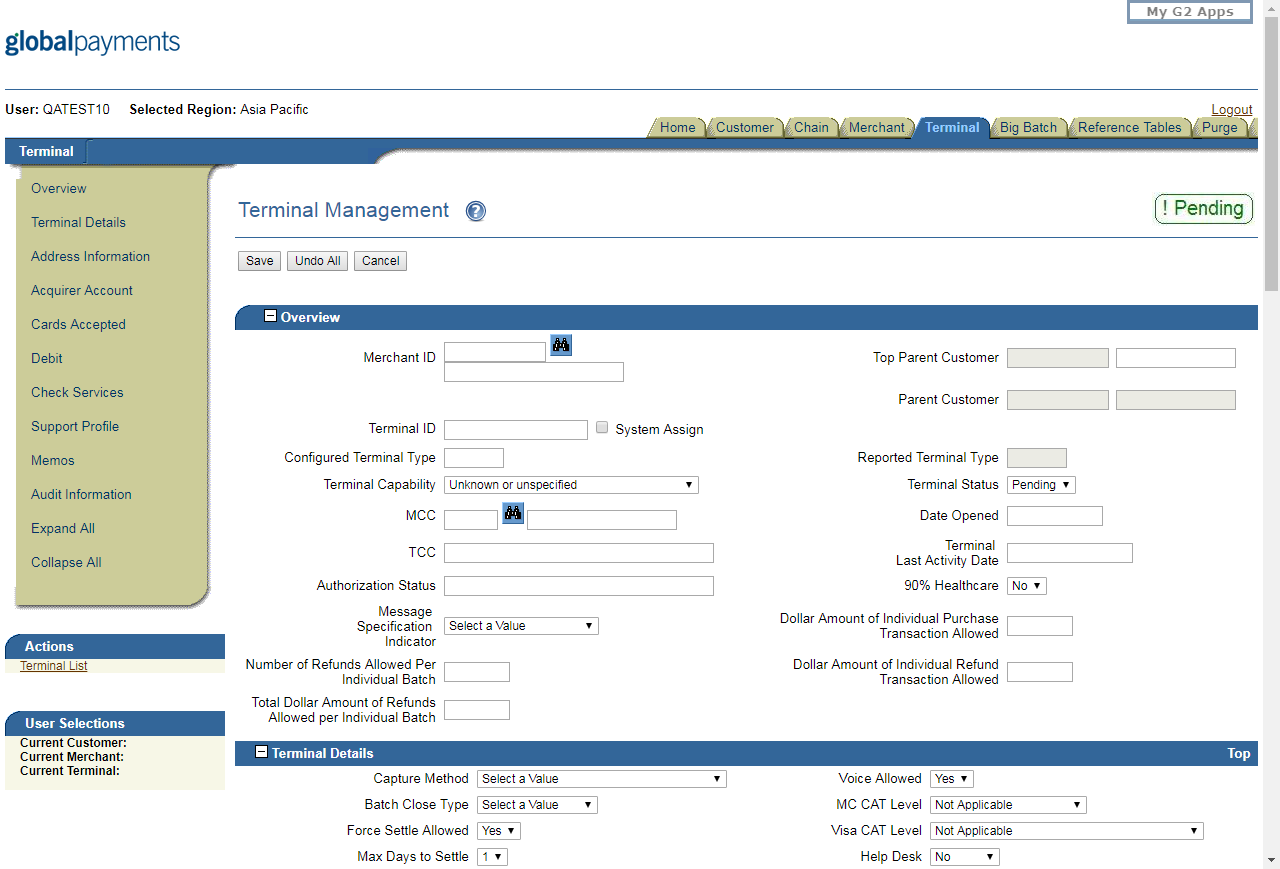 My G2 Apps
globalpayments
User: QATEST10 Selected Region: Asia Pacific
Logout
Home Customer Chain Merchant Terminal Big Batch Reference Tables Purge
Terminal
Overview
Terminal Details
Address Information
Acquirer Account
Cards Accepted
Debit
Check Services
Support Profile
Memos
Audit Information
Expand All
Collapse All
Actions
Terminal List
User Selections
Current Customer:
Current Merchant:
Current Terminal:
Terminal Management ?
! Pending
Save Undo All Cancel
Overview
Merchant ID
Top Parent Customer
Parent Customer
Terminal ID System Assign
Configured Terminal Type
Reported Terminal Type
Terminal Capability Unknown or unspecified
Terminal Status Pending
MCC
Date Opened
TCC
Terminal
Last Activity Date
Authorization Status
90% Healthcare No
Message
Specification
Indicator
Select a Value
Dollar Amount of Individual Purchase
Transaction Allowed
Number of Refunds Allowed Per
Individual Batch
Dollar Amount of Individual Refund
Transaction Allowed
Total Dollar Amount of Refunds
Allowed per Individual Batch
Terminal Details Top
Capture Method Select a Value
Voice Allowed Yes
Batch Close Type Select a Value
MC CAT Level Not Applicable
Force Settle Allowed Yes
Visa CAT Level Not Applicable
Max Days to Settle 1
Help Desk No